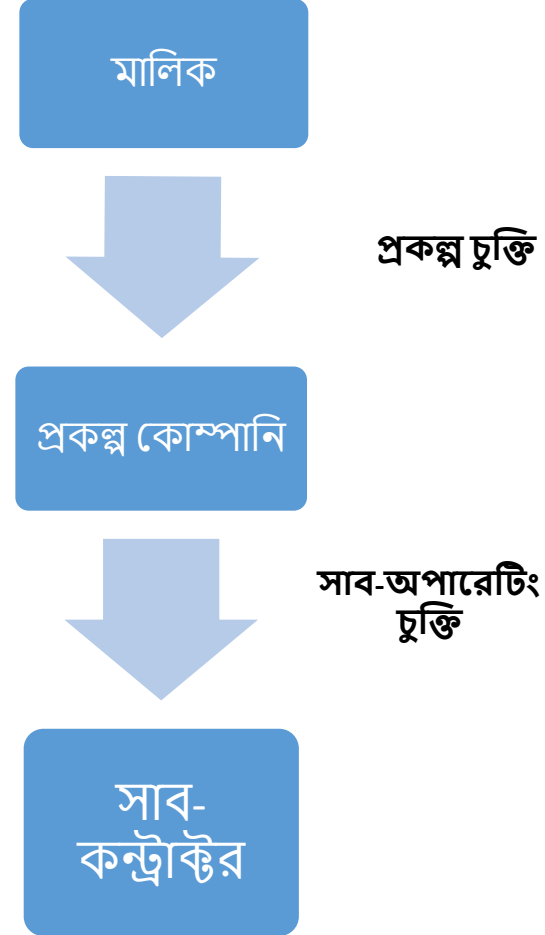 মালিক
প্রকল্প চুক্তি
প্রকল্প কোম্পানি
সাব-অপারেটিং
চুক্তি
সাব-
কন্ট্রাক্টর